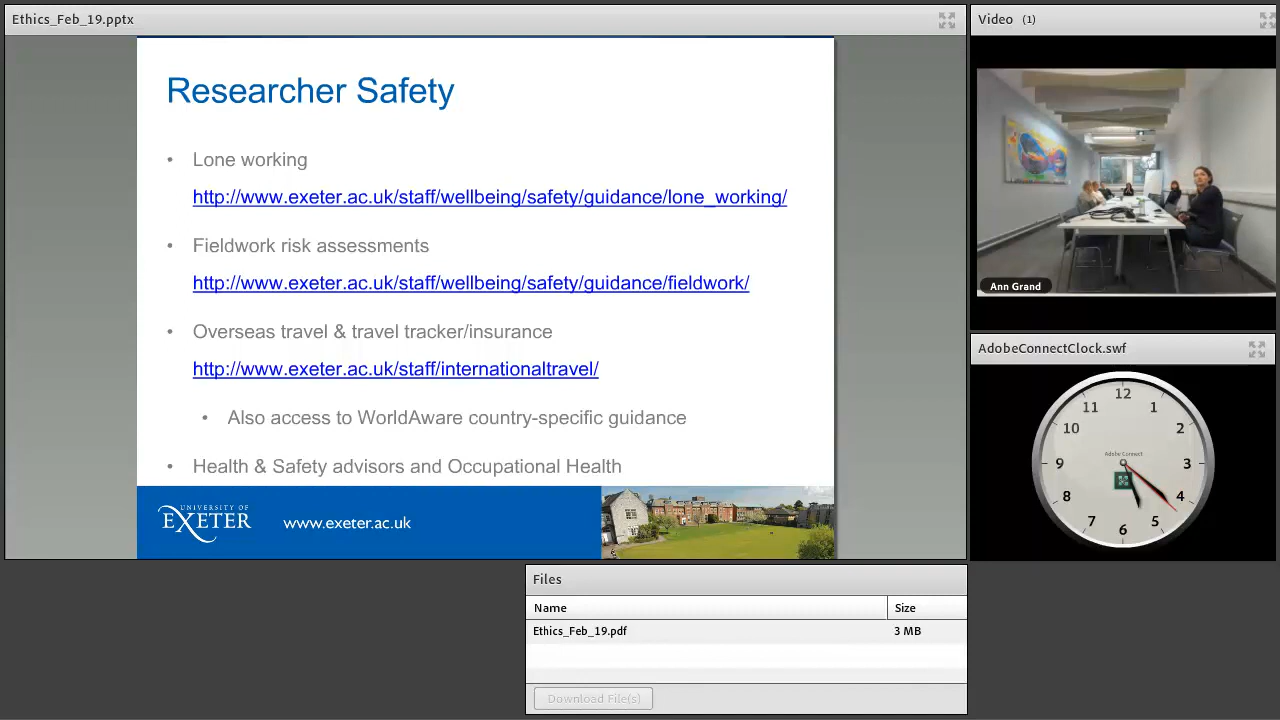 Ethics_Feb_19.pptx
Researcher Safety
• Lone working
http://www.exeter.ac.uk/staff/wellbeing/safety/guidance/lone_working/
• Fieldwork risk assessments
http://www.exeter.ac.uk/staff/wellbeing/safety/guidance/fieldwork/
• Overseas travel & travel tracker/insurance
http://www.exeter.ac.uk/staff/internationaltravel/
• Also access to WorldAware country-specific guidance
• Health & Safety advisors and Occupational Health
UNIVERSITY OF
EXETER
www.exeter.ac.uk
Video (1)
Ann Grand
AdobeConnectClock.swf
12
1
2
3
4
5
6
7
8
9
10
11
Adobe Connect
Files
Name Size
Ethics_Feb_19.pdf 3 MB
Download File(s)